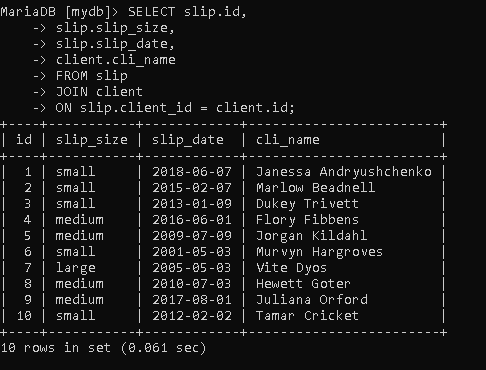 MariaDB [mydb]> SELECT slip.id,
    -> slip.slip_size,
    -> slip.slip_date,
    -> client.cli_name
    -> FROM slip
    -> JOIN client
    -> ON slip.client_id = client.id;
+----+-----------+------------+-----------------------+
| id | slip_size | slip_date  | cli_name              |
+----+-----------+------------+-----------------------+
|  1 | small     | 2018-06-07 | Janessa Andryushchenko |
|  2 | small     | 2015-02-07 | Marlow Beadnell       |
|  3 | small     | 2013-01-09 | Dukey Trivett         |
|  4 | medium    | 2016-06-01 | Flory Fibbens         |
|  5 | medium    | 2009-07-09 | Jorgan Kildahl        |
|  6 | small     | 2001-05-03 | Murvyn Hargroves      |
|  7 | large     | 2005-05-03 | Vite Dyos             |
|  8 | medium    | 2010-07-03 | Hewett Goter          |
|  9 | medium    | 2017-08-01 | Juliana Orford        |
| 10 | small     | 2012-02-02 | Tamar Cricket         |
+----+-----------+------------+-----------------------+
10 rows in set (0.061 sec)